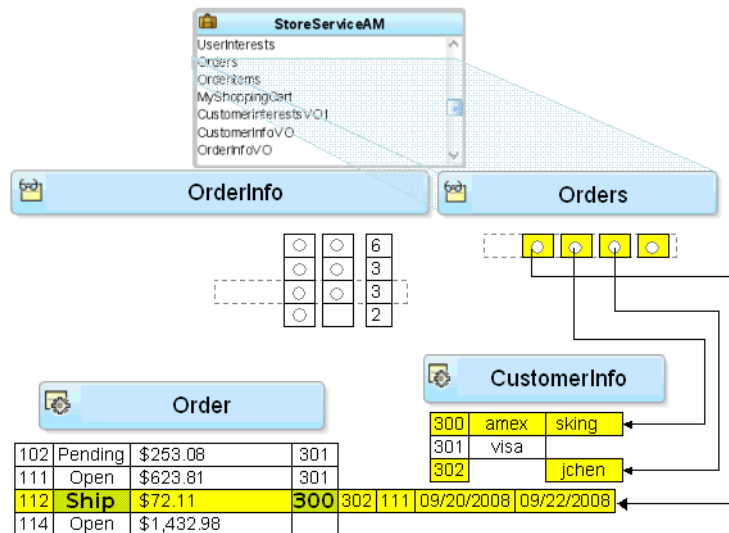 StoreServiceAM
UserInterests
Orders
OrderItems
MyShoppingCart
CustomerInterestsVO1
CustomerInfoVO
OrderInfoVO
OrderInfo
Orders
6
3
3
2
Order
CustomerInfo
300 amex sking
301 visa
302 jchen
102 Pending $253.08 301
111 Open $623.81 301
112 Ship $72.11 300 302 111 09/20/2008 09/22/2008
114 Open $1,432.98